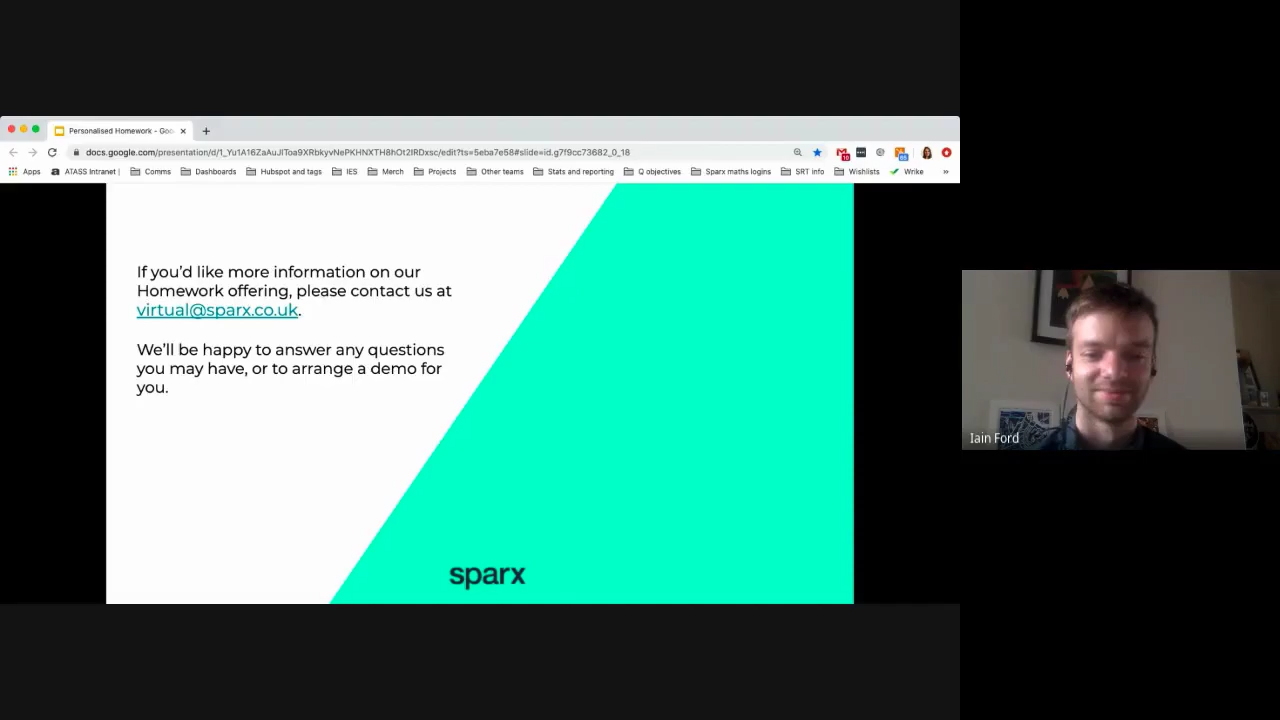 Personalised Homework - Goo
docs.google.com/presentation/d/1_Yu1A16ZaAuJIToa9XRbkyvNePKHNXTH8hOt2IRDxsc/edit?ts=5eba7e58#slide=id.g7f9cc73682_0_18
Apps ATASS Intranet | Comms Dashboards Hubspot and tags IES Merch Projects Other teams Stats and reporting Q objectives Sparx maths logins SRT info Wishlists Wrike »
If you’d like more information on our
Homework offering, please contact us at
virtual@sparx.co.uk.
We’ll be happy to answer any questions
you may have, or to arrange a demo for
you.
sparx
Iain Ford